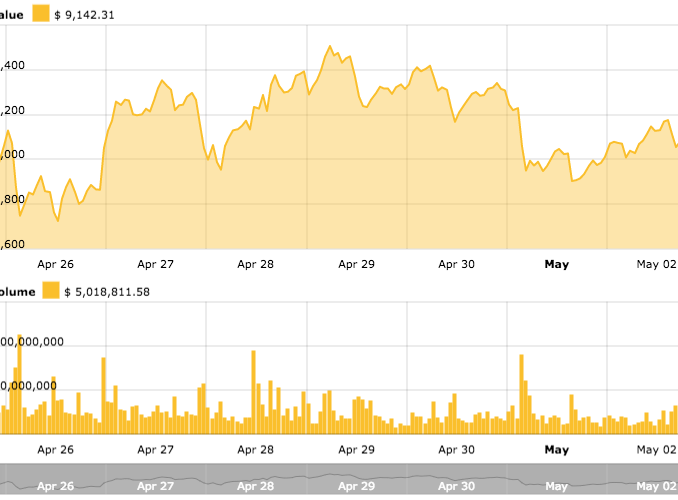 alue $ 9,142.31
,400
,200
,000
,800
,600
Apr 26 Apr 27 Apr 28 Apr 29 Apr 30 May May 02
olume $ 5,018,811.58
00,000,000
0,000,000
Apr 26 Apr 27 Apr 28 Apr 29 Apr 30 May May 02
Apr 26 Apr 27 Apr 28 Apr 29 Apr 30 May May 02